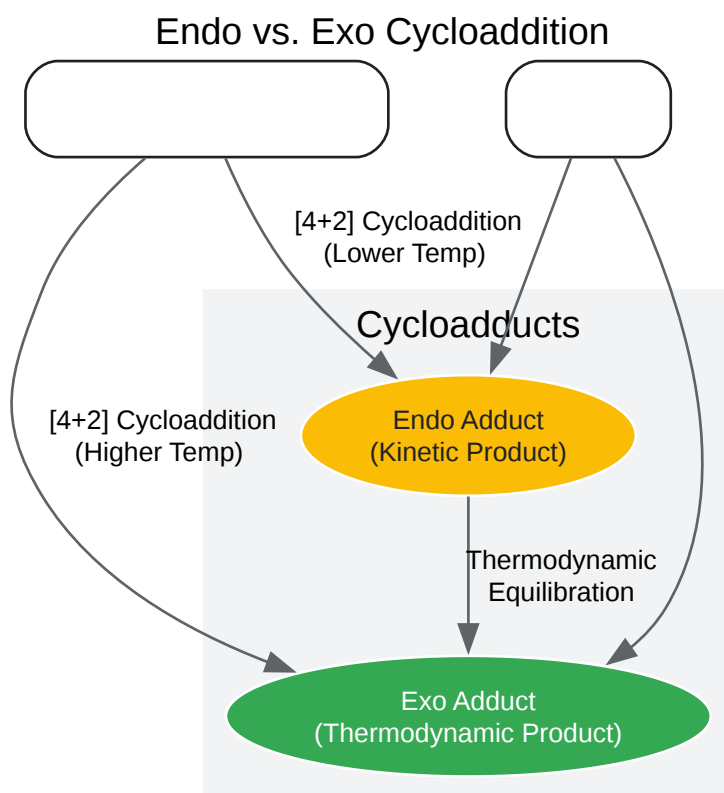 Endo vs. Exo Cycloaddition
[4+2] Cycloaddition
(Lower Temp)
Cycloadducts
[4+2] Cycloaddition
(Higher Temp)
Endo Adduct
(Kinetic Product)
Thermodynamic
Equilibration
Exo Adduct
(Thermodynamic Product)